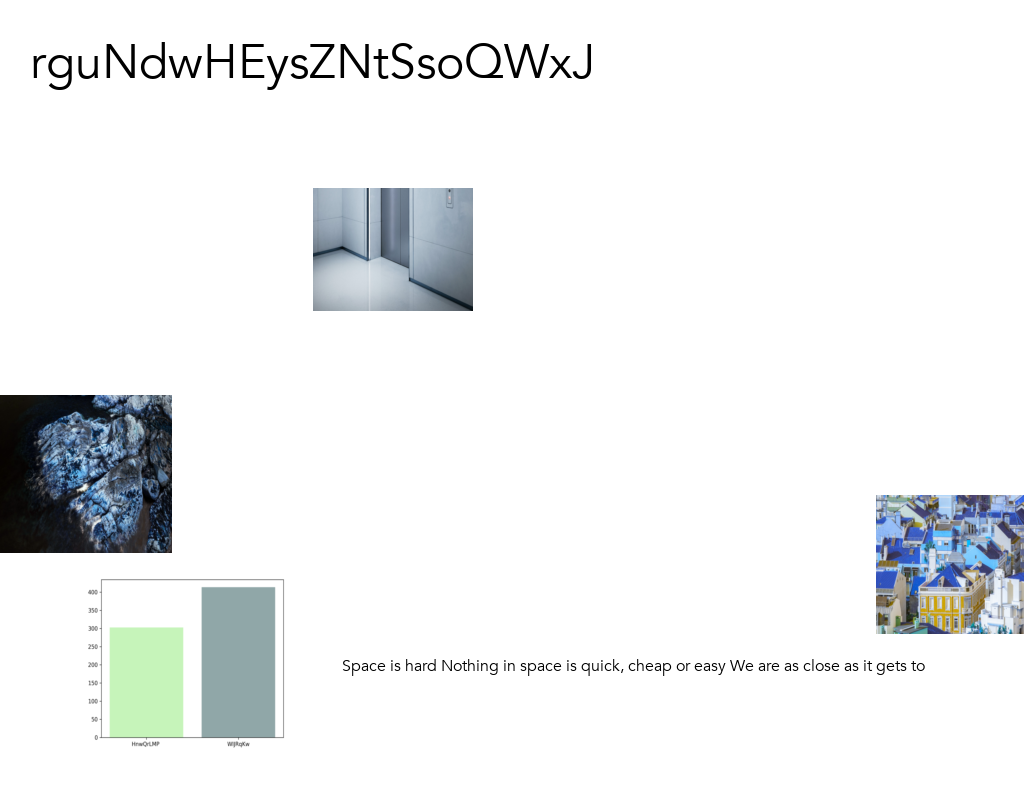 rguNdwHEysZNtSsoQWxJ
400
350
300
250
200
150
100
50
0
HnwQrLMP
WJRqKw
Space is hard Nothing in space is quick, cheap or easy We are as close as it gets to